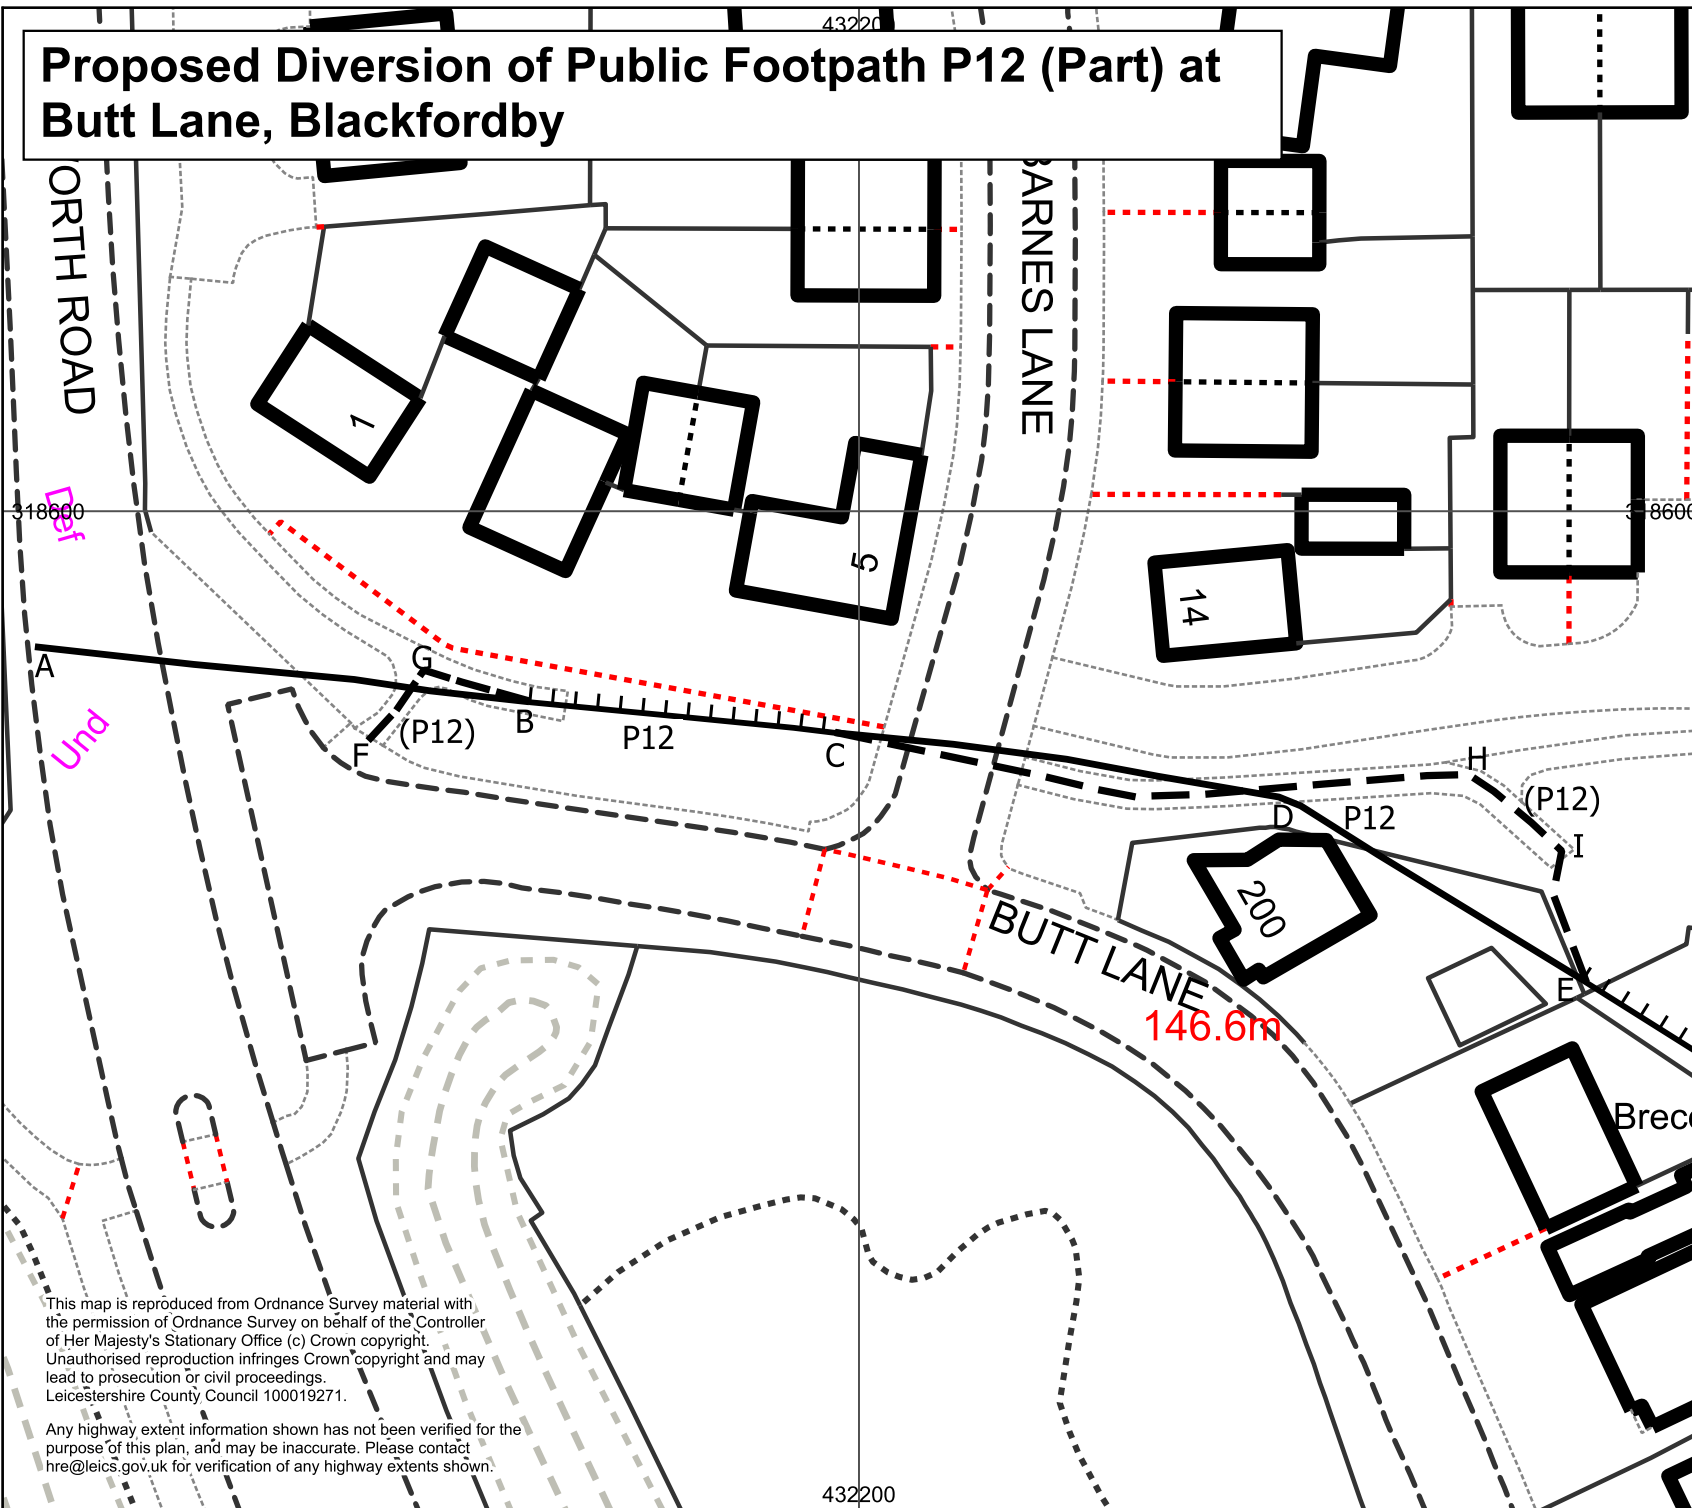 432200
Proposed Diversion of Public Footpath P12 (Part) at
Butt Lane, Blackfordby
ORTH ROAD
BARNES LANE
1
5
14
318600
318600
Def
Und
A
G
B
(P12)
F
P12
C
H
(P12)
D
P12
I
200
BUTT LANE
146.6m
E
Brec
This map is reproduced from Ordnance Survey material with
the permission of Ordnance Survey on behalf of the Controller
of Her Majesty's Stationary Office (c) Crown copyright.
Unauthorised reproduction infringes Crown copyright and may
lead to prosecution or civil proceedings.
Leicestershire County Council 100019271.
Any highway extent information shown has not been verified for the
purpose of this plan, and may be inaccurate. Please contact
hre@leics.gov.uk for verification of any highway extents shown.
432200